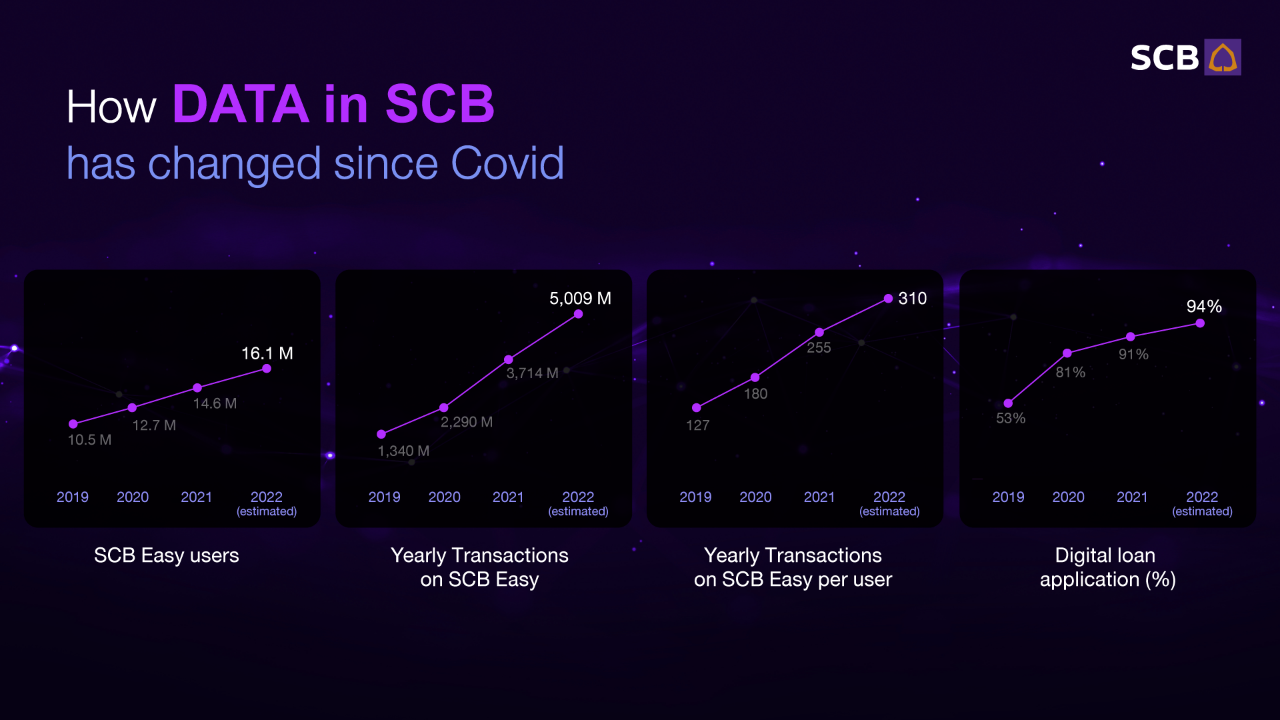 SCB
How DATA in SCB
has changed since Covid
16.1 M
14.6 M
12.7 M
10.5 M
2019 2020 2021 2022
(estimated)
SCB Easy users
5,009 M
3,714 M
2,290 M
1,340 M
2019 2020 2021 2022
(estimated)
Yearly Transactions
on SCB Easy
310
255
180
127
2019 2020 2021 2022
(estimated)
Yearly Transactions
on SCB Easy per user
94%
91%
81%
53%
2019 2020 2021 2022
(estimated)
Digital loan
application (%)